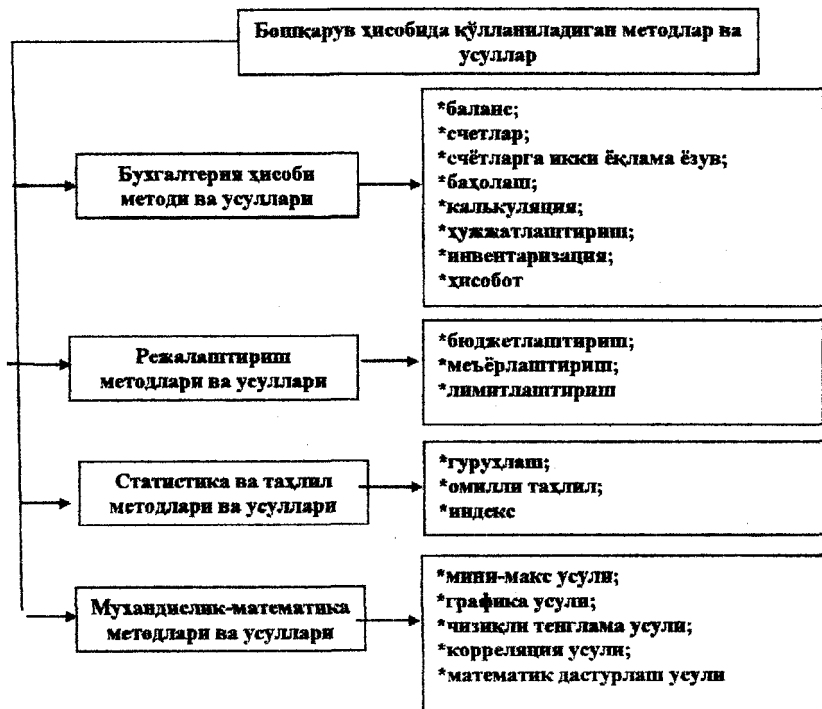 Бошқарув ҳисобида қўлланиладиган методлар ва
усуллар
Бухгалтерия ҳисоби
методи ва усуллари
*баланс;
*счетлар;
*счётларга икки ёқлама ёзув;
*баҳолаш;
*калькуляция;
*ҳужжатлаштириш;
*инвентаризация;
*ҳисобот
Режалаштириш
методлари ва усуллари
*бюджетлаштириш;
*меъёрлаштириш;
*лимитлаштириш
Статистика ва таҳлил
методлари ва усуллари
*гуруҳлаш;
*омилли таҳлил;
*индекс
Мухандислик-математика
методлари ва усуллари
*мини-макс усули;
*графика усули;
*чизиқли тенглама усули;
*корреляция усули;
*математик дастурлаш усули